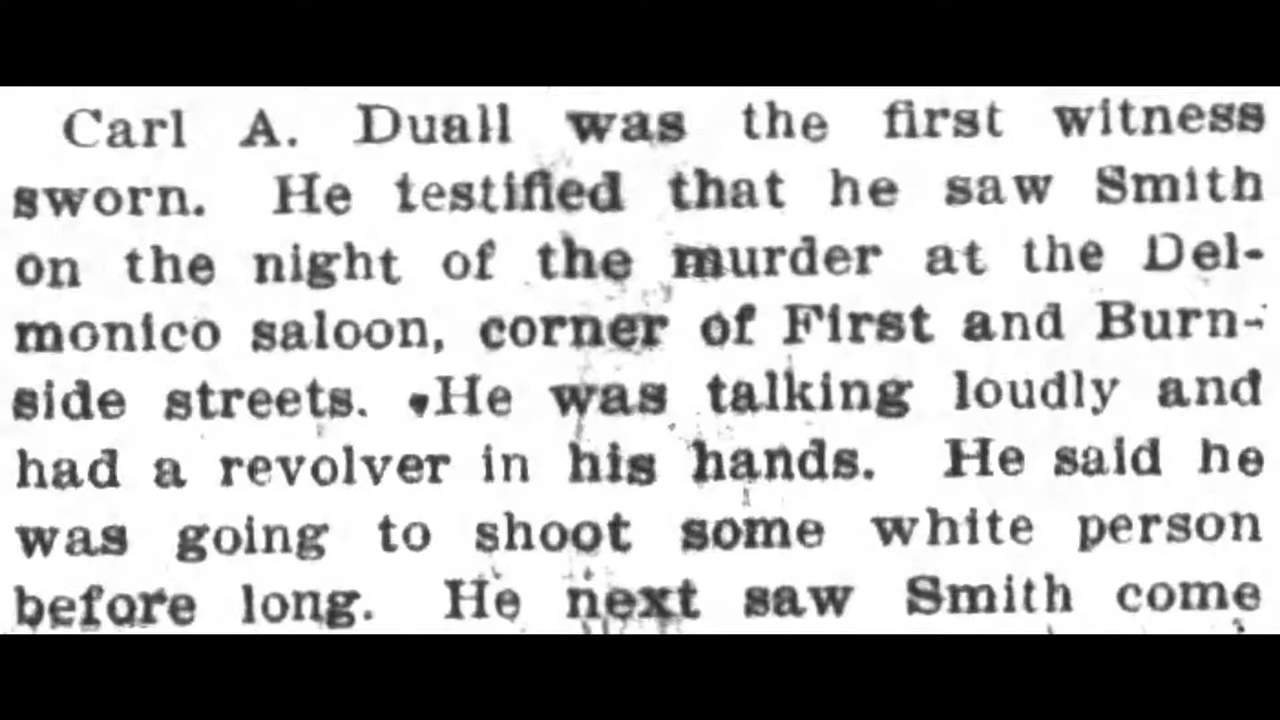 Carl A. Duall was the first witness
sworn. He testified that he saw Smith
on the night of the murder at the Del-
monico saloon, corner of First and Burn-
side streets. He was talking loudly and
had a revolver in his hands. He said he
was going to shoot some white person
before long. He next saw Smith come